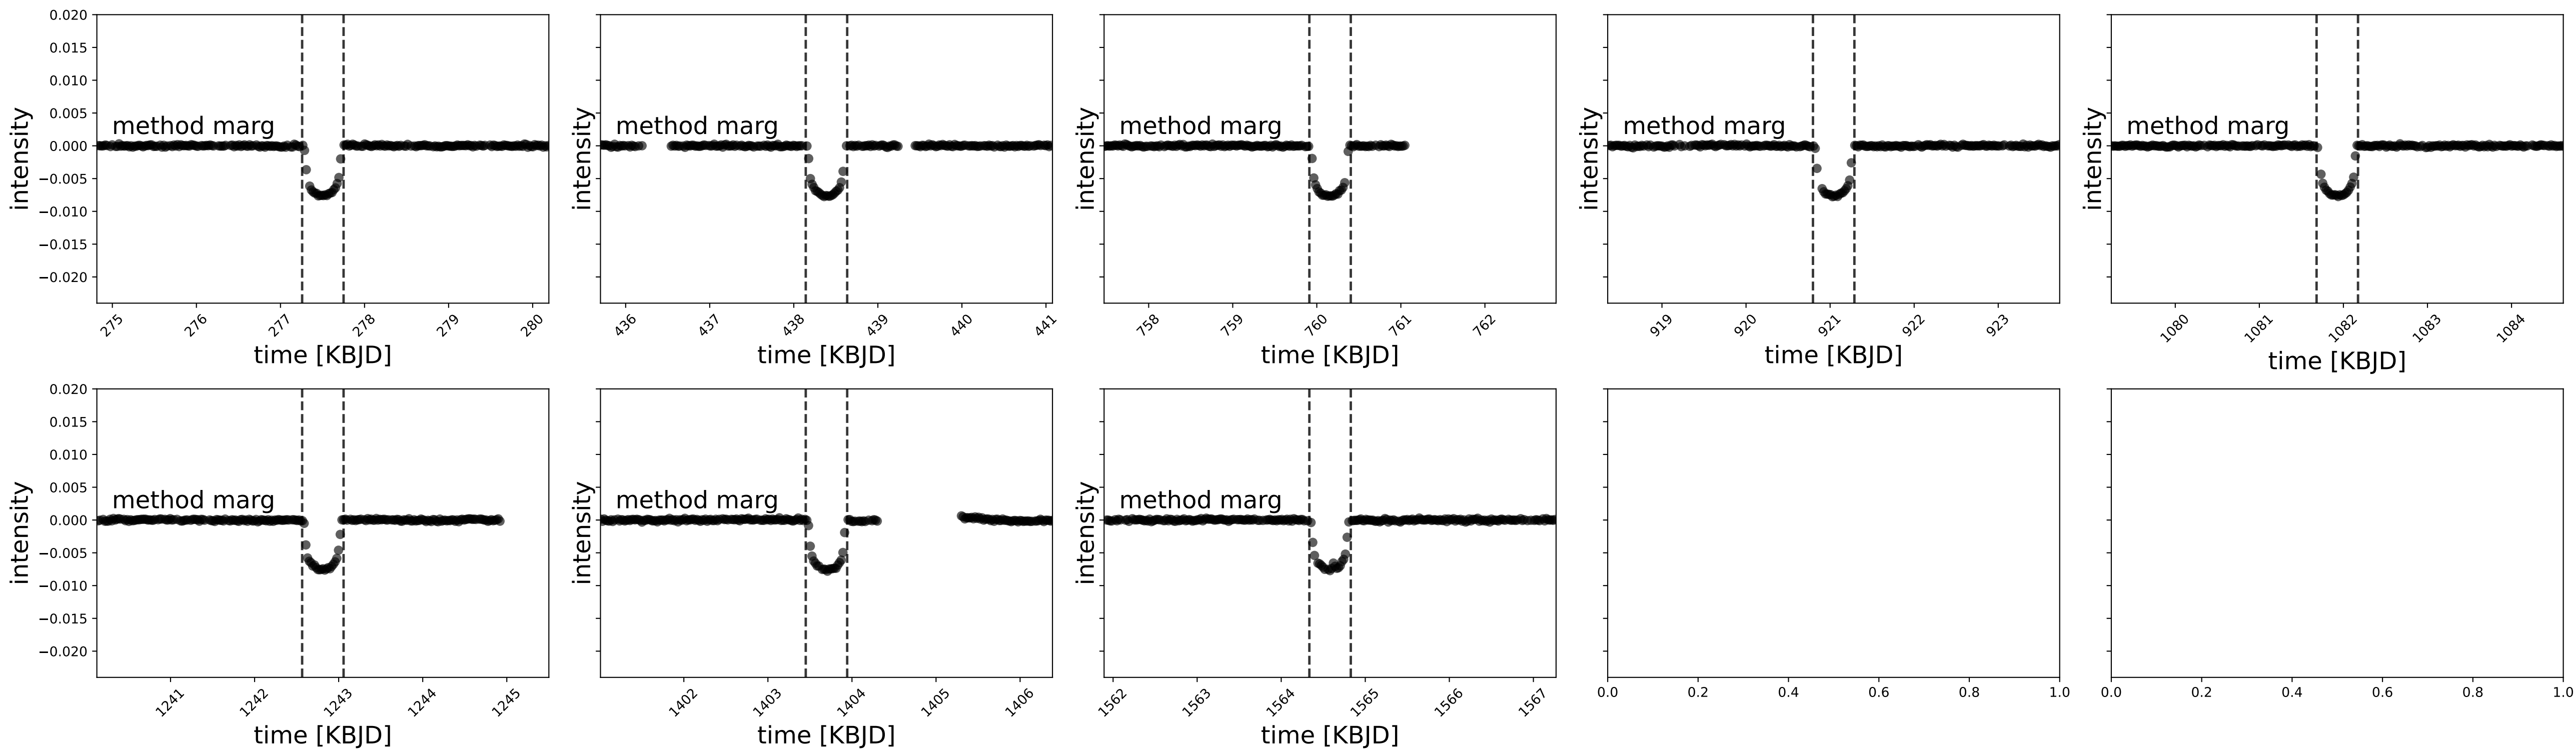 0.020
0.015
0.010
0.005
0.000
−0.005
−0.010
−0.015
−0.020
intensity
method marg
275 276 277 278 279 280
time [KBJD]
intensity
method marg
436 437 438 439 440 441
time [KBJD]
intensity
method marg
758 759 760 761 762
time [KBJD]
intensity
method marg
919 920 921 922 923
time [KBJD]
intensity
method marg
1080 1081 1082 1083 1084
time [KBJD]
0.020
0.015
0.010
0.005
0.000
−0.005
−0.010
−0.015
−0.020
intensity
method marg
1241 1242 1243 1244 1245
time [KBJD]
intensity
method marg
1402 1403 1404 1405 1406
time [KBJD]
intensity
method marg
1562 1563 1564 1565 1566 1567
time [KBJD]
0.0 0.2 0.4 0.6 0.8 1.0
0.0 0.2 0.4 0.6 0.8 1.0